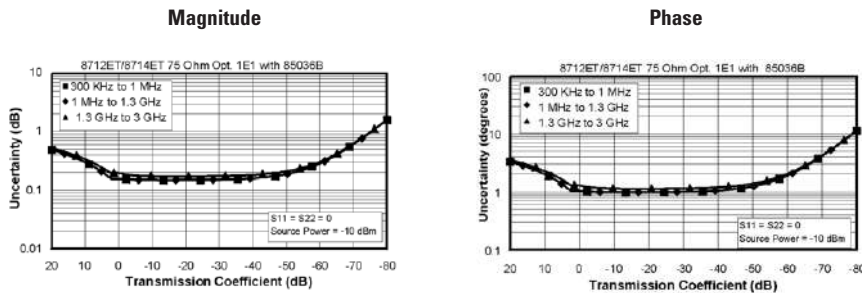 Magnitude
8712ET/8714ET 75 Ohm Opt. 1E1 with 85036B
10
1
0.1
0.01
Uncertainty (dB)
300 KHz to 1 MHz
1 MHz to 1.3 GHz
1.3 GHz to 3 GHz
S11 = S22 = 0
Source Power = -10 dBm
20 10 0 -10 -20 -30 -40 -50 -60 -70 -80
Transmission Coefficient (dB)
Phase
8712ET/8714ET 75 Ohm Opt. 1E1 with 85036B
100
10
1
0.1
Uncertainty (degrees)
300 KHz to 1 MHz
1 MHz to 1.3 GHz
1.3 GHz to 3 GHz
S11 = S22 = 0
Source Power = -10 dBm
20 10 0 -10 -20 -30 -40 -50 -60 -70 -80
Transmission Coefficient (dB)